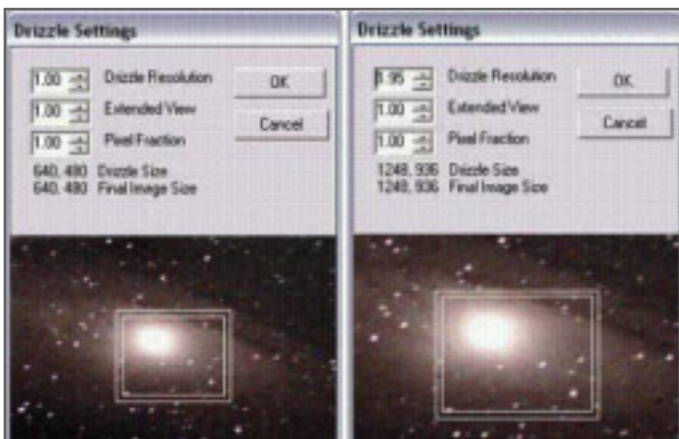 Drizzle Settings
1.00 Drizzle Resolution
OK
1.00 Extended View
Cancel
1.00 Pixel Fraction
640, 480 Drizzle Size
640, 480 Final Image Size
Drizzle Settings
1.95 Drizzle Resolution
OK
1.00 Extended View
Cancel
1.00 Pixel Fraction
1248, 936 Drizzle Size
1248, 936 Final Image Size